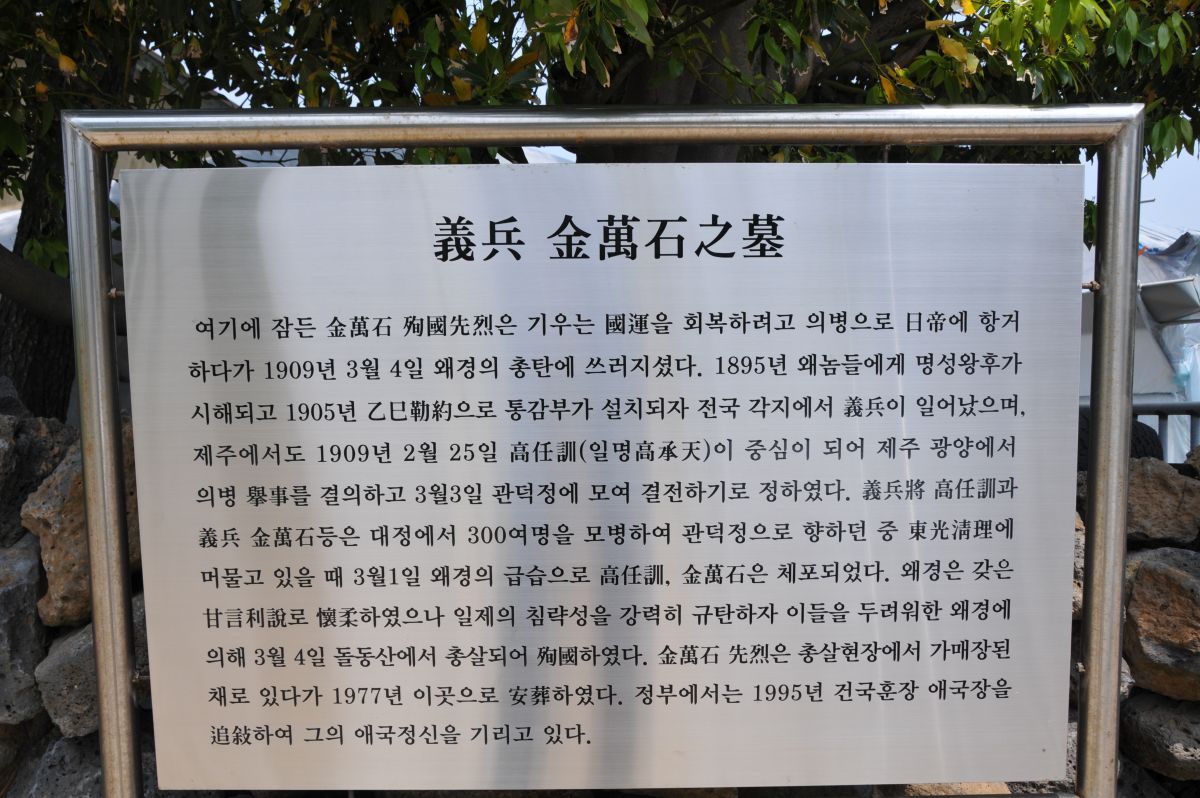 義兵 金萬石之墓
여기에 잠든 金萬石 殉國先烈은 기우는 國運을 회복하려고 의병으로 日帝에 항거
하다가 1909년 3월 4일 왜경의 총탄에 쓰러지셨다. 1895년 왜놈들에게 명성왕후가
시해되고 1905년 乙巳勒約으로 통감부가 설치되자 전국 각지에서 義兵이 일어났으며,
제주에서도 1909년 2월 25일 高任訓(일명高承天)이 중심이 되어 제주 광양에서
의병 擧事를 결의하고 3월3일 관덕정에 모여 결전하기로 정하였다. 義兵將 高任訓과
義兵 金萬石등은 대정에서 300여명을 모병하여 관덕정으로 향하던 중 東光淸理에
머물고 있을 때 3월1일 왜경의 급습으로 高任訓, 金萬石은 체포되었다. 왜경은 갖은
甘言利說로 懷柔하였으나 일제의 침략성을 강력히 규탄하자 이들을 두려워한 왜경에
의해 3월 4일 돌동산에서 총살되어 殉國하였다. 金萬石 先烈은 총살현장에서 가매장된
채로 있다가 1977년 이곳으로 安葬하였다. 정부에서는 1995년 건국훈장 애국장을
追敍하여 그의 애국정신을 기리고 있다.